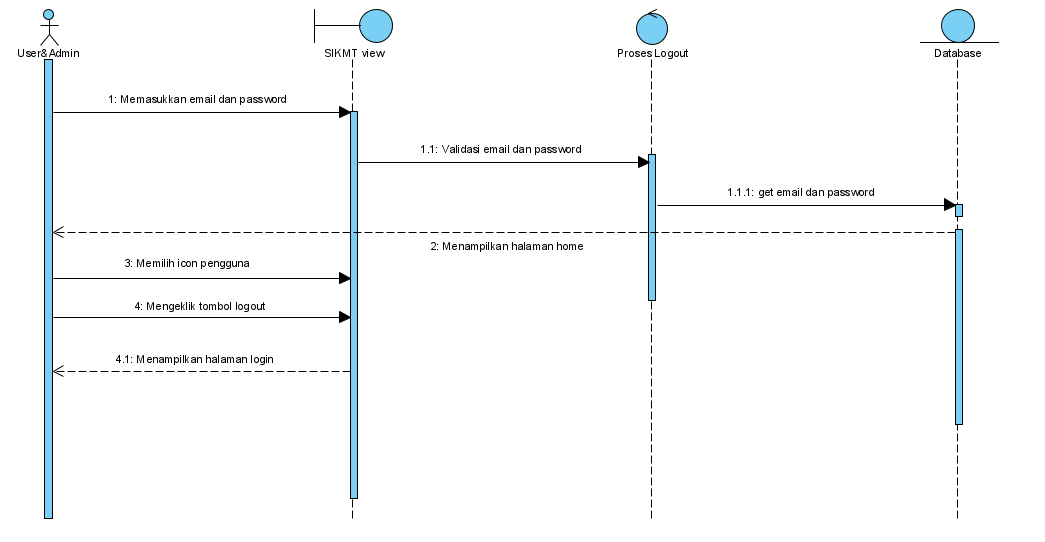 User&Admin
SIKMT view
Proses Logout
Database
1: Memasukkan email dan password
1.1: Validasi email dan password
1.1.1: get email dan password
2: Menampilkan halaman home
3: Memilih icon pengguna
4: Mengeklik tombol logout
4.1: Menampilkan halaman login